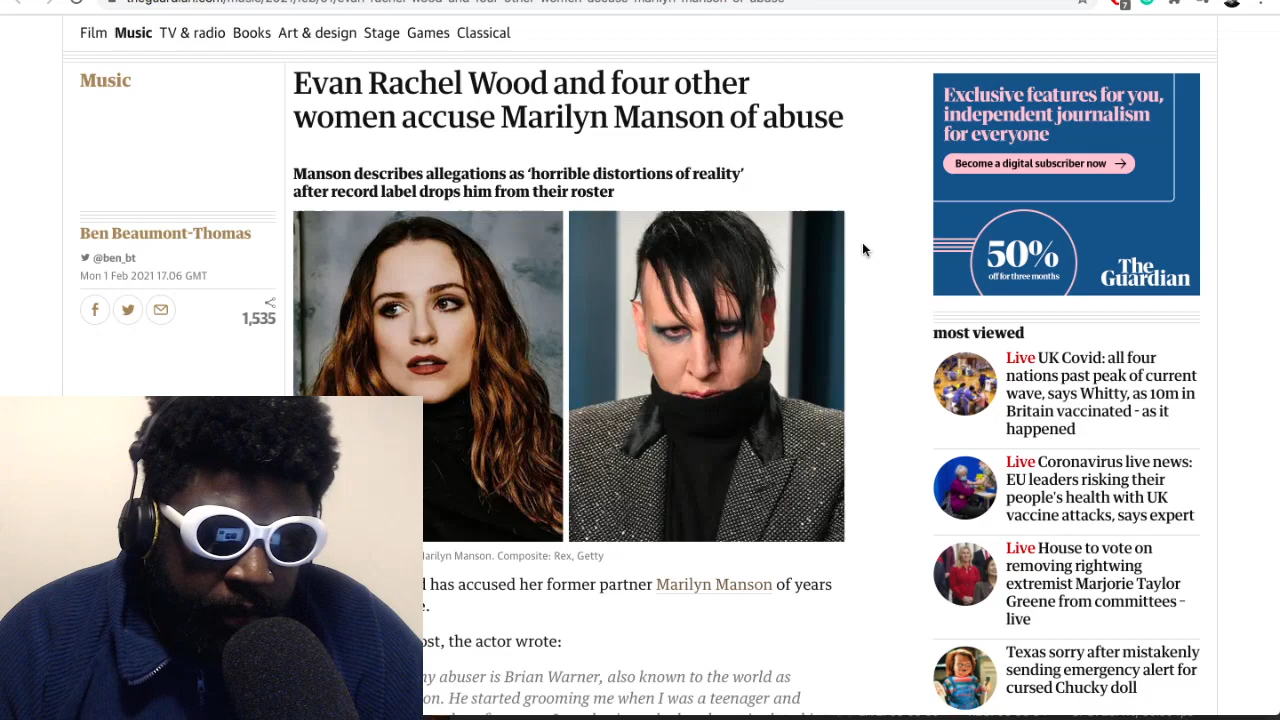 Film Music TV & radio Books Art & design Stage Games Classical
Music
Evan Rachel Wood and four other
women accuse Marilyn Manson of abuse
Manson describes allegations as ‘horrible distortions of reality’
after record label drops him from their roster
Ben Beaumont-Thomas
@ben_bt
Mon 1 Feb 2021 17.06 GMT
1,535
Marilyn Manson. Composite: Rex, Getty
has accused her former partner Marilyn Manson of years
the actor wrote:
my abuser is Brian Warner, also known to the world as
He started grooming me when I was a teenager and
Exclusive features for you,
independent journalism
for everyone
Become a digital subscriber now →
50%
off for three months
The
Guardian
most viewed
Live UK Covid: all four
nations past peak of current
wave, says Whitty, as 10m in
Britain vaccinated - as it
happened
Live Coronavirus live news:
EU leaders risking their
people's health with UK
vaccine attacks, says expert
Live House to vote on
removing rightwing
extremist Marjorie Taylor
Greene from committees –
live
Texas sorry after mistakenly
sending emergency alert for
cursed Chucky doll